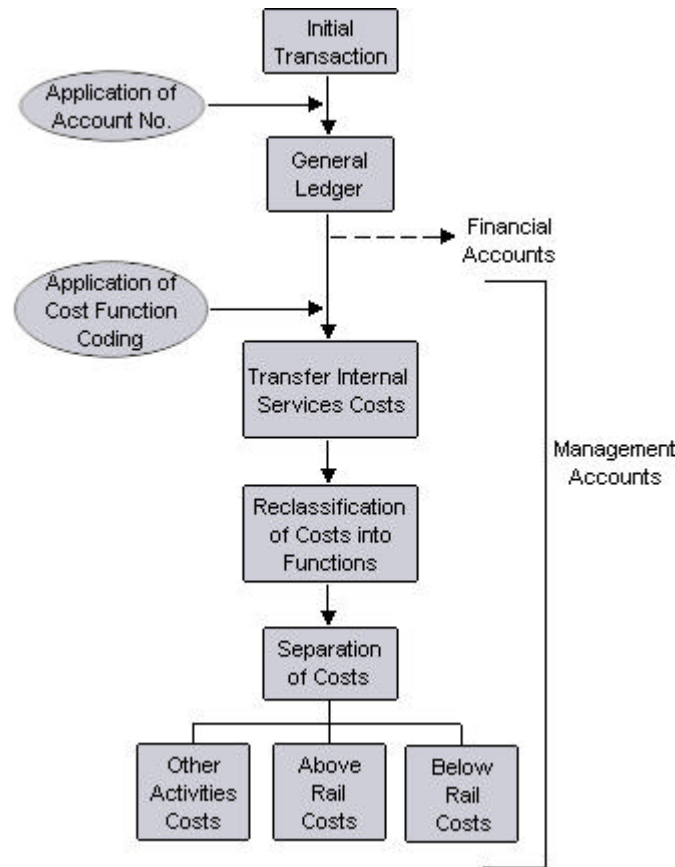 Initial
Transaction
Application of
Account No.
General
Ledger
Financial
Accounts
Application of
Cost Function
Coding
Transfer Internal
Services Costs
Management
Accounts
Reclassification
of Costs into
Functions
Separation
of Costs
Other
Activities
Costs
Above
Rail
Costs
Below
Rail
Costs